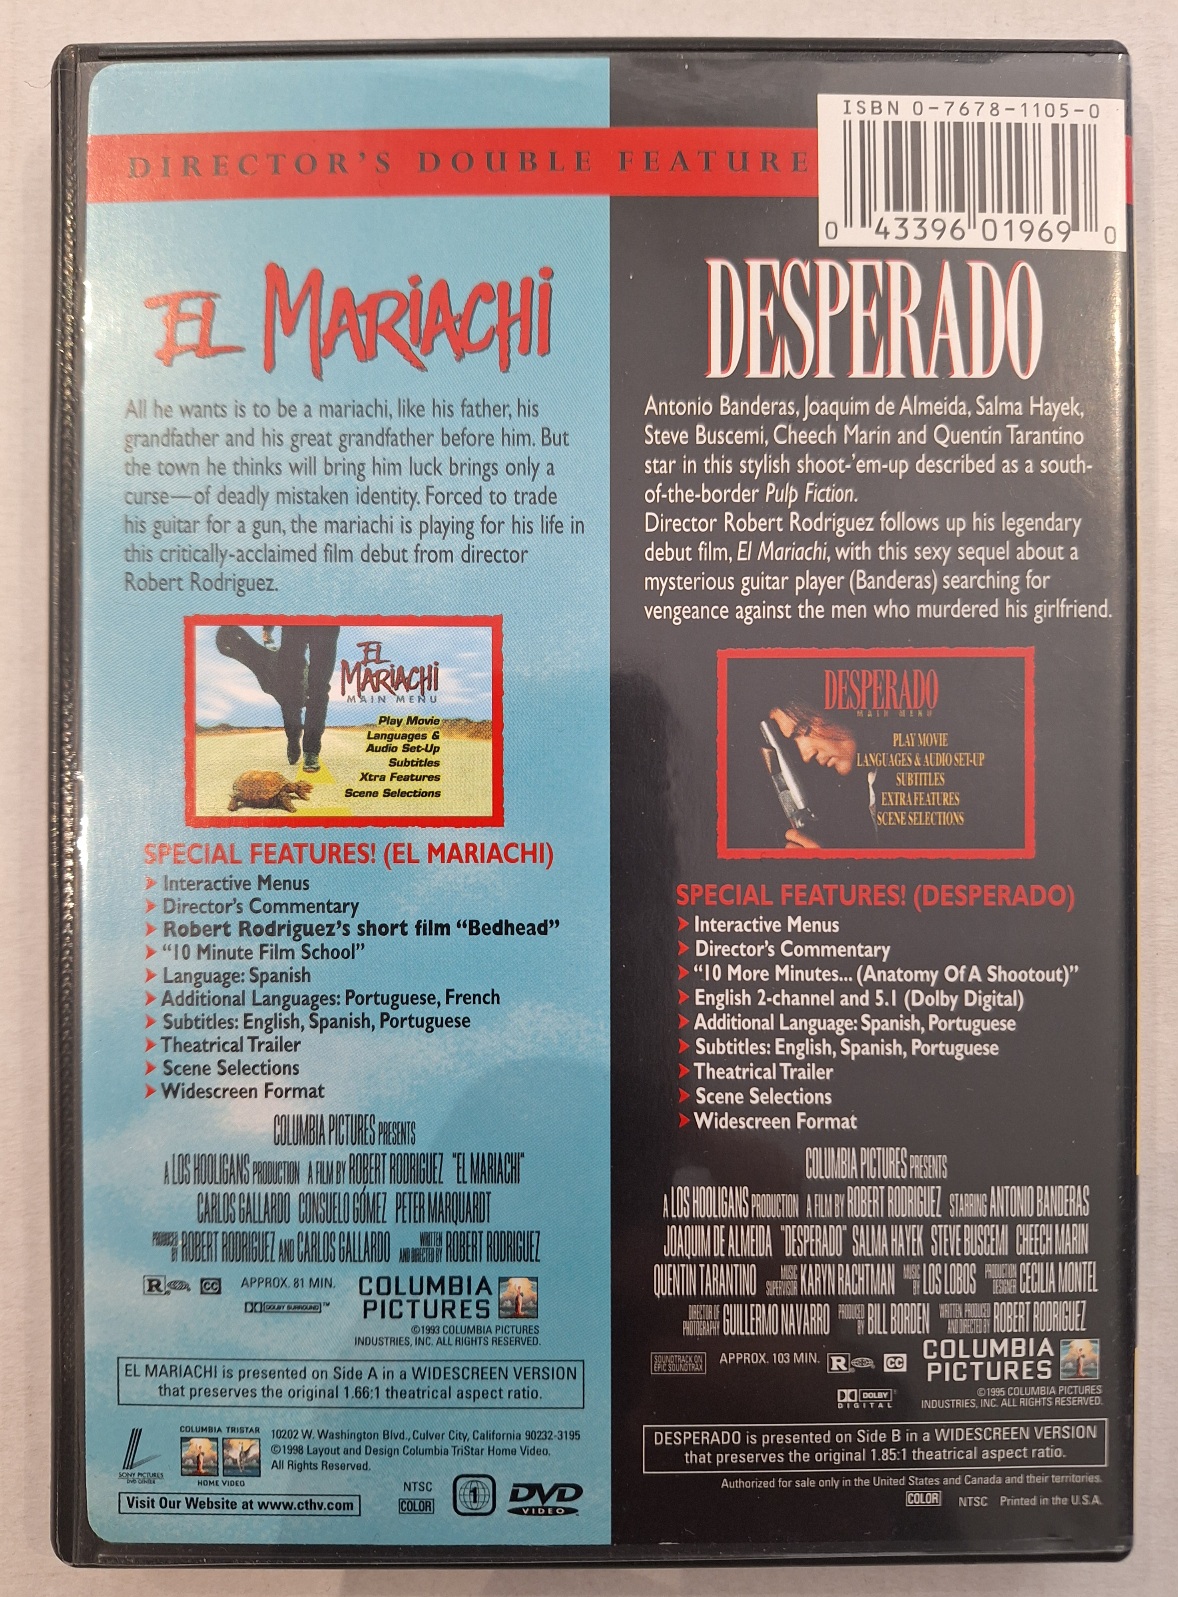 DIRECTOR'S DOUBLE FEATURE
ISBN 0-7678-1105-0
0 43396 01969 0
EL MARIACHI
All he wants is to be a mariachi, like his father, his
grandfather and his great grandfather before him. But
the town he thinks will bring him luck brings only a
curse—of deadly mistaken identity. Forced to trade
his guitar for a gun, the mariachi is playing for his life in
this critically-acclaimed film debut from director
Robert Rodriguez.
EL
MARIACHI
MAIN MENU
Play Movie
Languages &
Audio Set-Up
Subtitles
Xtra Features
Scene Selections
SPECIAL FEATURES! (EL MARIACHI)
Interactive Menus
Director's Commentary
Robert Rodriguez's short film "Bedhead"
"10 Minute Film School"
Language: Spanish
Additional Languages: Portuguese, French
Subtitles: English, Spanish, Portuguese
Theatrical Trailer
Scene Selections
Widescreen Format
COLUMBIA PICTURES PRESENTS
A LOS HOOLIGANS PRODUCTION A FILM BY ROBERT RODRIGUEZ "EL MARIACHI"
CARLOS GALLARDO CONSUELO GÓMEZ PETER MARQUARDT
PRODUCED BY ROBERT RODRIGUEZ AND CARLOS GALLARDO WRITTEN AND DIRECTED BY ROBERT RODRIGUEZ
R CC APPROX. 81 MIN.
DOLBY SURROUND
COLUMBIA
PICTURES
©1993 COLUMBIA PICTURES
INDUSTRIES, INC. ALL RIGHTS RESERVED.
EL MARIACHI is presented on Side A in a WIDESCREEN VERSION
that preserves the original 1.66:1 theatrical aspect ratio.
SONY PICTURES
DVD CENTER
COLUMBIA TRISTAR
HOME VIDEO
10202 W. Washington Blvd., Culver City, California 90232-3195
©1998 Layout and Design Columbia TriStar Home Video.
All Rights Reserved.
Visit Our Website at www.cthv.com
NTSC
COLOR
1
DVD
VIDEO
DESPERADO
Antonio Banderas, Joaquim de Almeida, Salma Hayek,
Steve Buscemi, Cheech Marin and Quentin Tarantino
star in this stylish shoot-'em-up described as a south-
of-the-border Pulp Fiction.
Director Robert Rodriguez follows up his legendary
debut film, El Mariachi, with this sexy sequel about a
mysterious guitar player (Banderas) searching for
vengeance against the men who murdered his girlfriend.
DESPERADO
MAIN MENU
PLAY MOVIE
LANGUAGES & AUDIO SET-UP
SUBTITLES
EXTRA FEATURES
SCENE SELECTIONS
SPECIAL FEATURES! (DESPERADO)
Interactive Menus
Director's Commentary
"10 More Minutes... (Anatomy Of A Shootout)"
English 2-channel and 5.1 (Dolby Digital)
Additional Language: Spanish, Portuguese
Subtitles: English, Spanish, Portuguese
Theatrical Trailer
Scene Selections
Widescreen Format
COLUMBIA PICTURES PRESENTS
A LOS HOOLIGANS PRODUCTION A FILM BY ROBERT RODRIGUEZ STARRING ANTONIO BANDERAS
JOAQUIM DE ALMEIDA "DESPERADO" SALMA HAYEK STEVE BUSCEMI CHEECH MARIN
QUENTIN TARANTINO MUSIC SUPERVISOR KARYN RACHTMAN MUSIC BY LOS LOBOS PRODUCTION DESIGNER CECILIA MONTEL
DIRECTOR OF PHOTOGRAPHY GUILLERMO NAVARRO PRODUCED BY BILL BORDEN WRITTEN PRODUCED AND DIRECTED BY ROBERT RODRIGUEZ
SOUNDTRACK ON EPIC SOUNDTRAX
APPROX. 103 MIN. R CC
DOLBY
DIGITAL
COLUMBIA
PICTURES
©1995 COLUMBIA PICTURES
INDUSTRIES, INC. ALL RIGHTS RESERVED.
DESPERADO is presented on Side B in a WIDESCREEN VERSION
that preserves the original 1.85:1 theatrical aspect ratio.
Authorized for sale only in the United States and Canada and their territories.
COLOR NTSC Printed in the U.S.A.